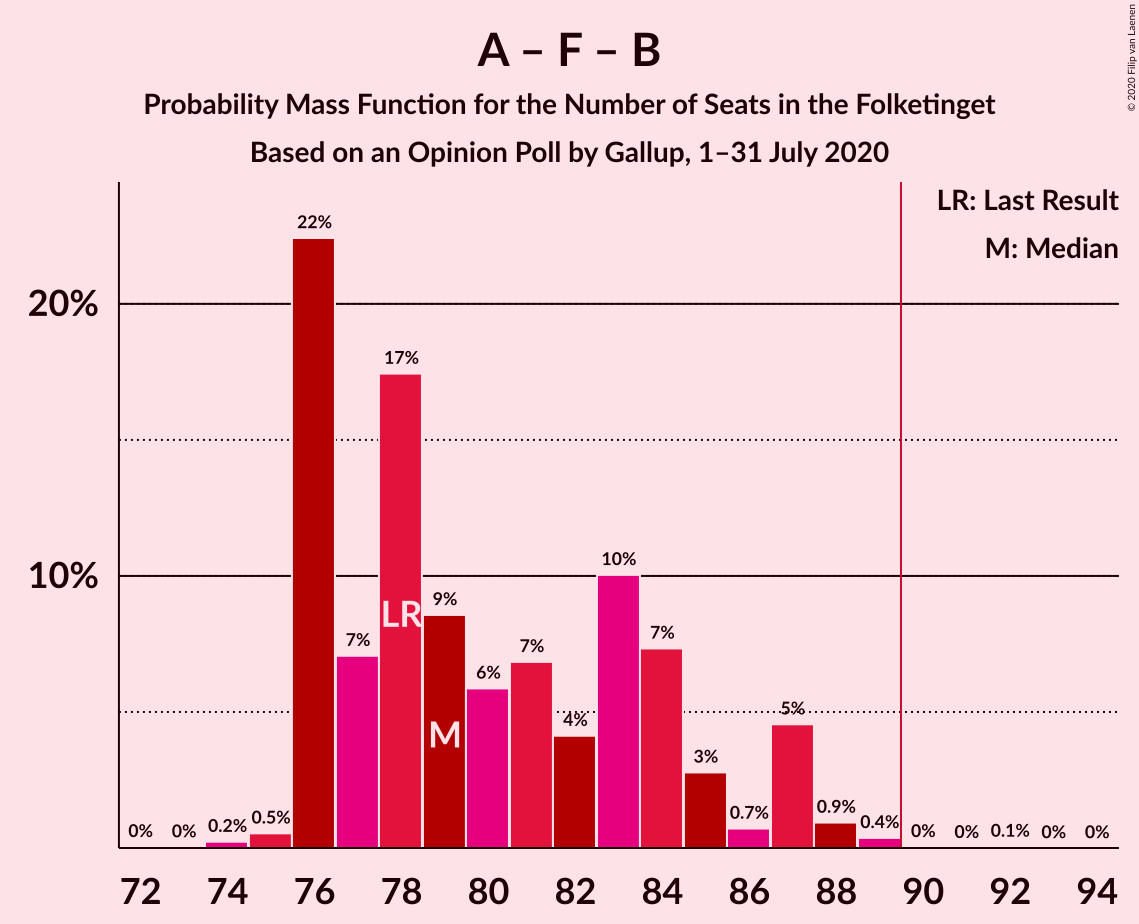 A – F – B
Probability Mass Function for the Number of Seats in the Folketinget
Based on an Opinion Poll by Gallup, 1–31 July 2020
© 2020 Filip van Laenen
LR: Last Result
M: Median
20%
10%
0%
0%
0.2%
0.5%
22%
7%
17%
9%
6%
7%
4%
10%
7%
3%
0.7%
5%
0.9%
0.4%
0%
0%
0.1%
0%
0%
LR
M
72 74 76 78 80 82 84 86 88 90 92 94